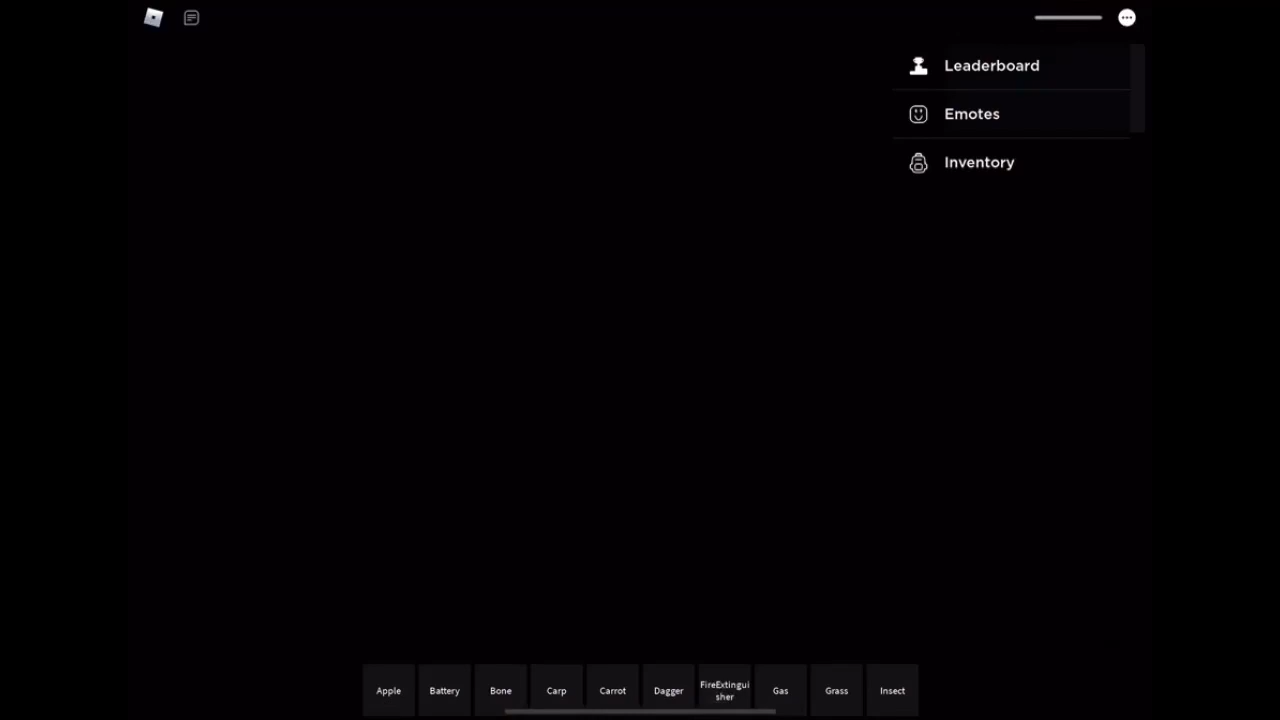 Leaderboard
Emotes
Inventory
Apple
Battery
Bone
Carp
Carrot
Dagger
FireExtingui
sher
Gas
Grass
Insect